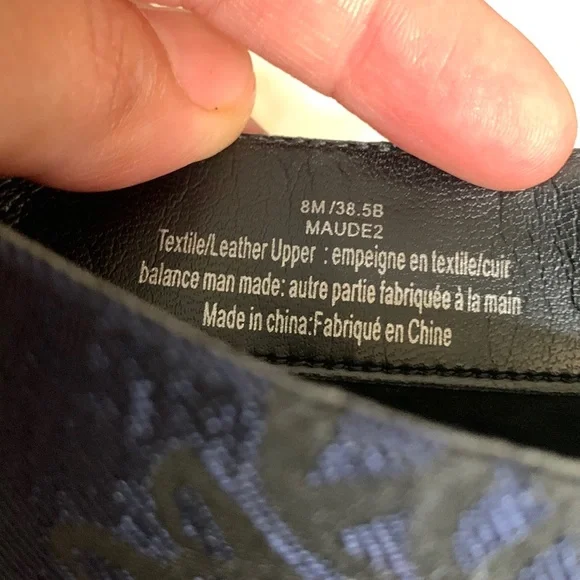 8M/38.5B
MAUDE2
Textile/Leather Upper : empeigne en textile/cuir
balance man made: autre partie fabriquée à la main
Made in china:Fabriqué en Chine